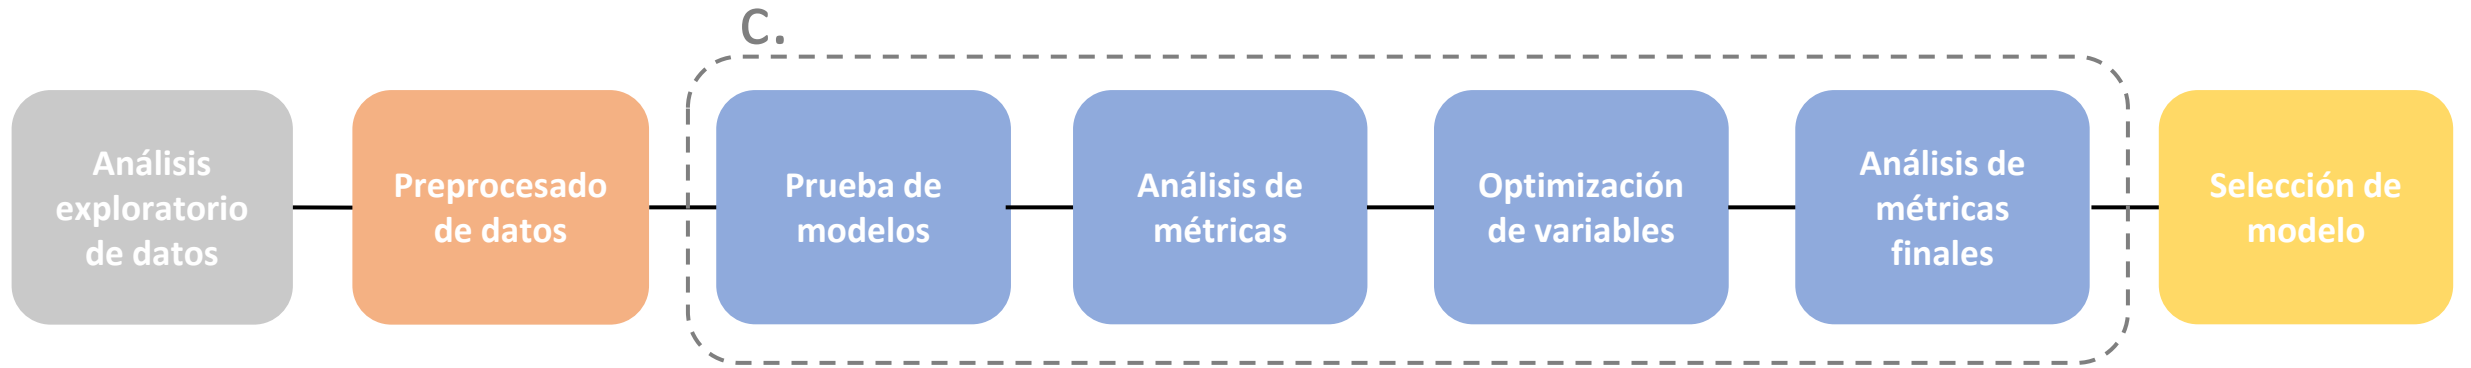 c.
Análisis
exploratorio
de datos
Preprocesado
de datos
Prueba de
modelos
Análisis de
métricas
Optimización
de variables
Análisis de
métricas
finales
Selección de
modelo